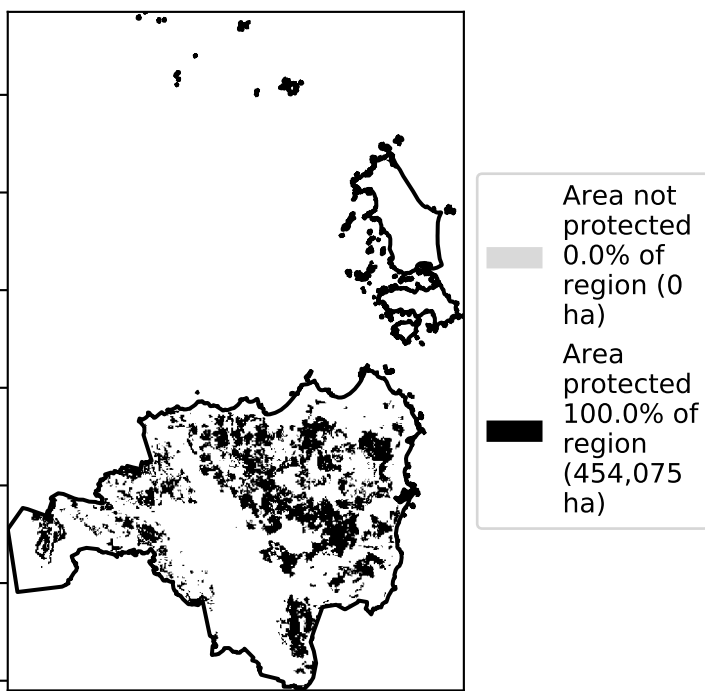 Area not
protected
0.0% of
region (0
ha)
Area
protected
100.0% of
region
(454,075
ha)